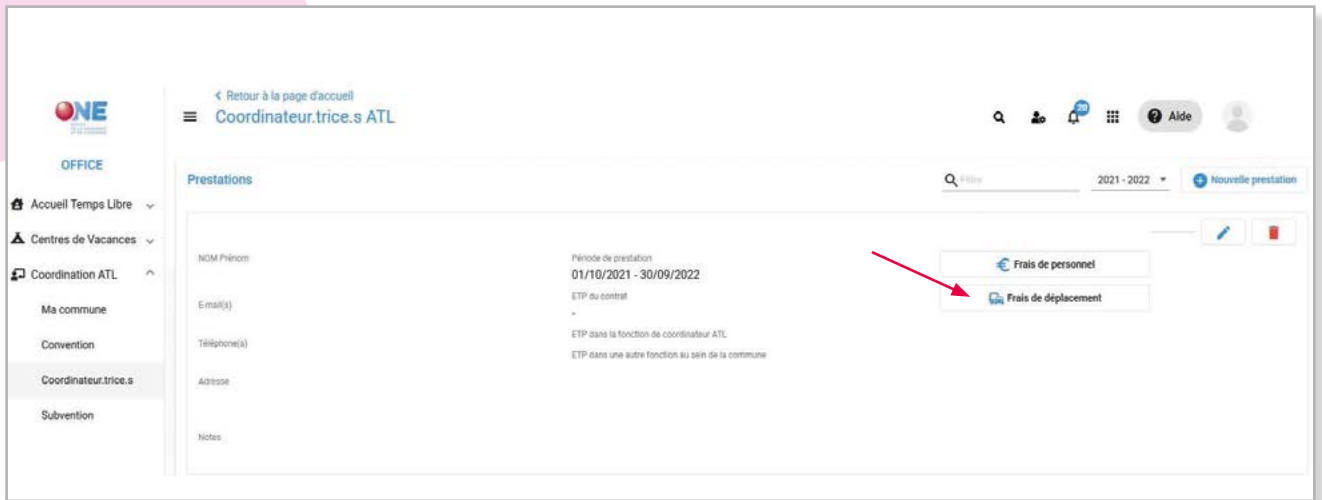 < Retour à la page d'accueil
ONE
Coordinateur.trice.s ATL
20
Aide
OFFICE
Prestations
Filtre
2021 - 2022
Nouvelle prestation
Accueil Temps Libre
Centres de Vacances
Coordination ATL
Ma commune
Convention
Coordinateur.trice.s
Subvention
NOM Prénom
E-mail(s)
Téléphone(s)
Adresse
Notes
Période de prestation
01/10/2021 - 30/09/2022
ETP du contrat
-
ETP dans la fonction de coordinateur ATL
ETP dans une autre fonction au sein de la commune
Frais de personnel
Frais de déplacement